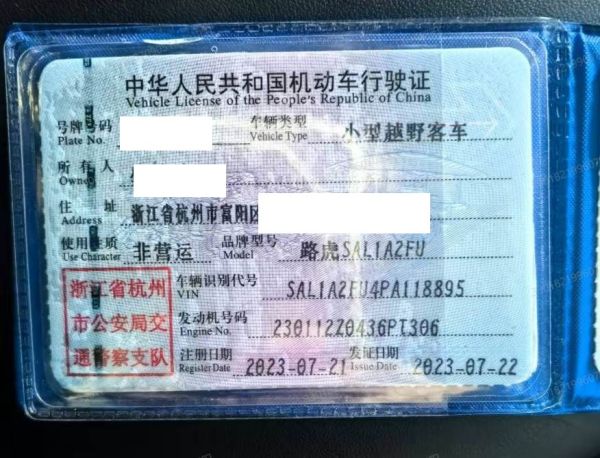 中华人民共和国机动车行驶证
Vehicle License of the People's Republic of China
号牌号码 Plate No. 车辆类型 Vehicle Type 小型越野客车
所有人 Owner
住址 Address 浙江省杭州市富阳区
使用性质 Use Character 非营运 品牌型号 Model 路虎SAL1A2FU
浙江省杭州市公安局交通警察支队
车辆识别代号 VIN SAL1A2FU4PA118895
发动机号码 Engine No. 230112Z0436PT306
注册日期 Register Date 2023-07-21 发证日期 Issue Date 2023-07-22